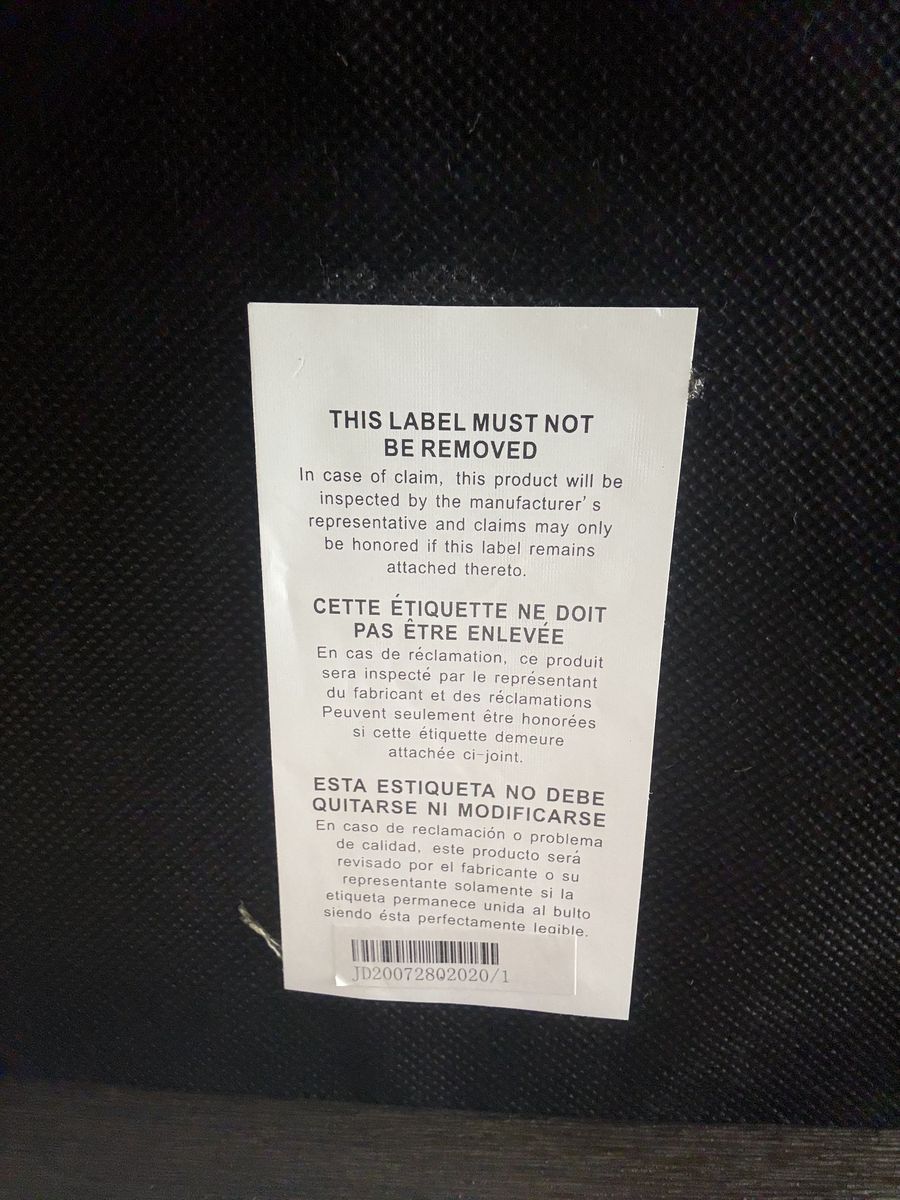 THIS LABEL MUST NOT
BE REMOVED
In case of claim, this product will be
inspected by the manufacturer's
representative and claims may only
be honored if this label remains
attached thereto.
CETTE ÉTIQUETTE NE DOIT
PAS ÊTRE ENLEVÉE
En cas de réclamation, ce produit
sera inspecté par le représentant
du fabricant et des réclamations
Peuvent seulement être honorées
si cette étiquette demeure
attachée ci-joint.
ESTA ESTIQUETA NO DEBE
QUITARSE NI MODIFICARSE
En caso de reclamación o problema
de calidad, este producto será
revisado por el fabricante o su
representante solamente si la
etiqueta permanece unida al bulto
siendo ésta perfectamente legible.
JD200728Q2020/1